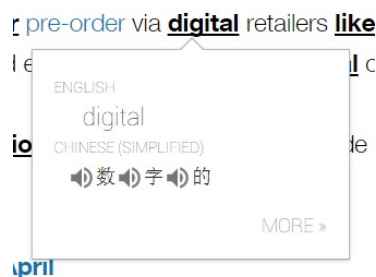 pre-order via digital retailers like
ENGLISH
digital
CHINESE (SIMPLIFIED)
数字的
MORE »
April